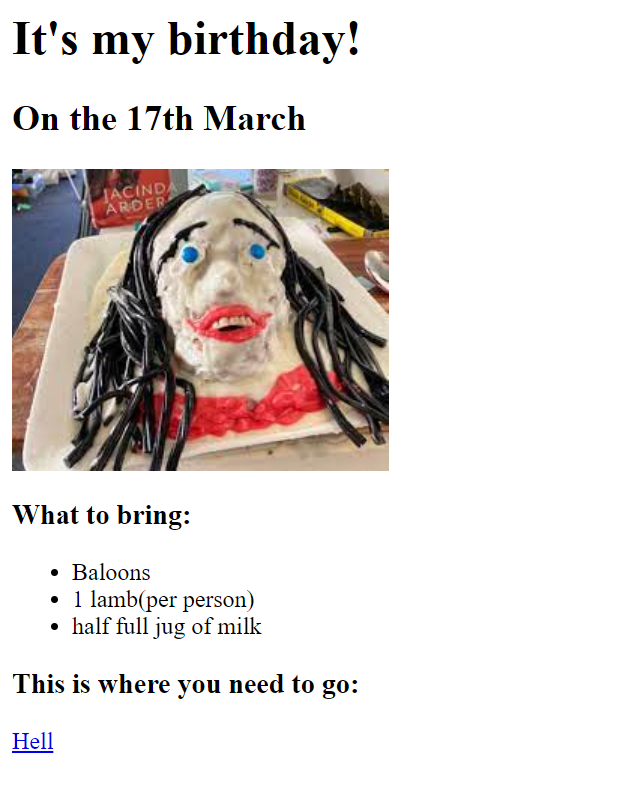 It's my birthday!
On the 17th March
JACINDA
ARDER
What to bring:
Baloons
1 lamb(per person)
half full jug of milk
This is where you need to go:
Hell